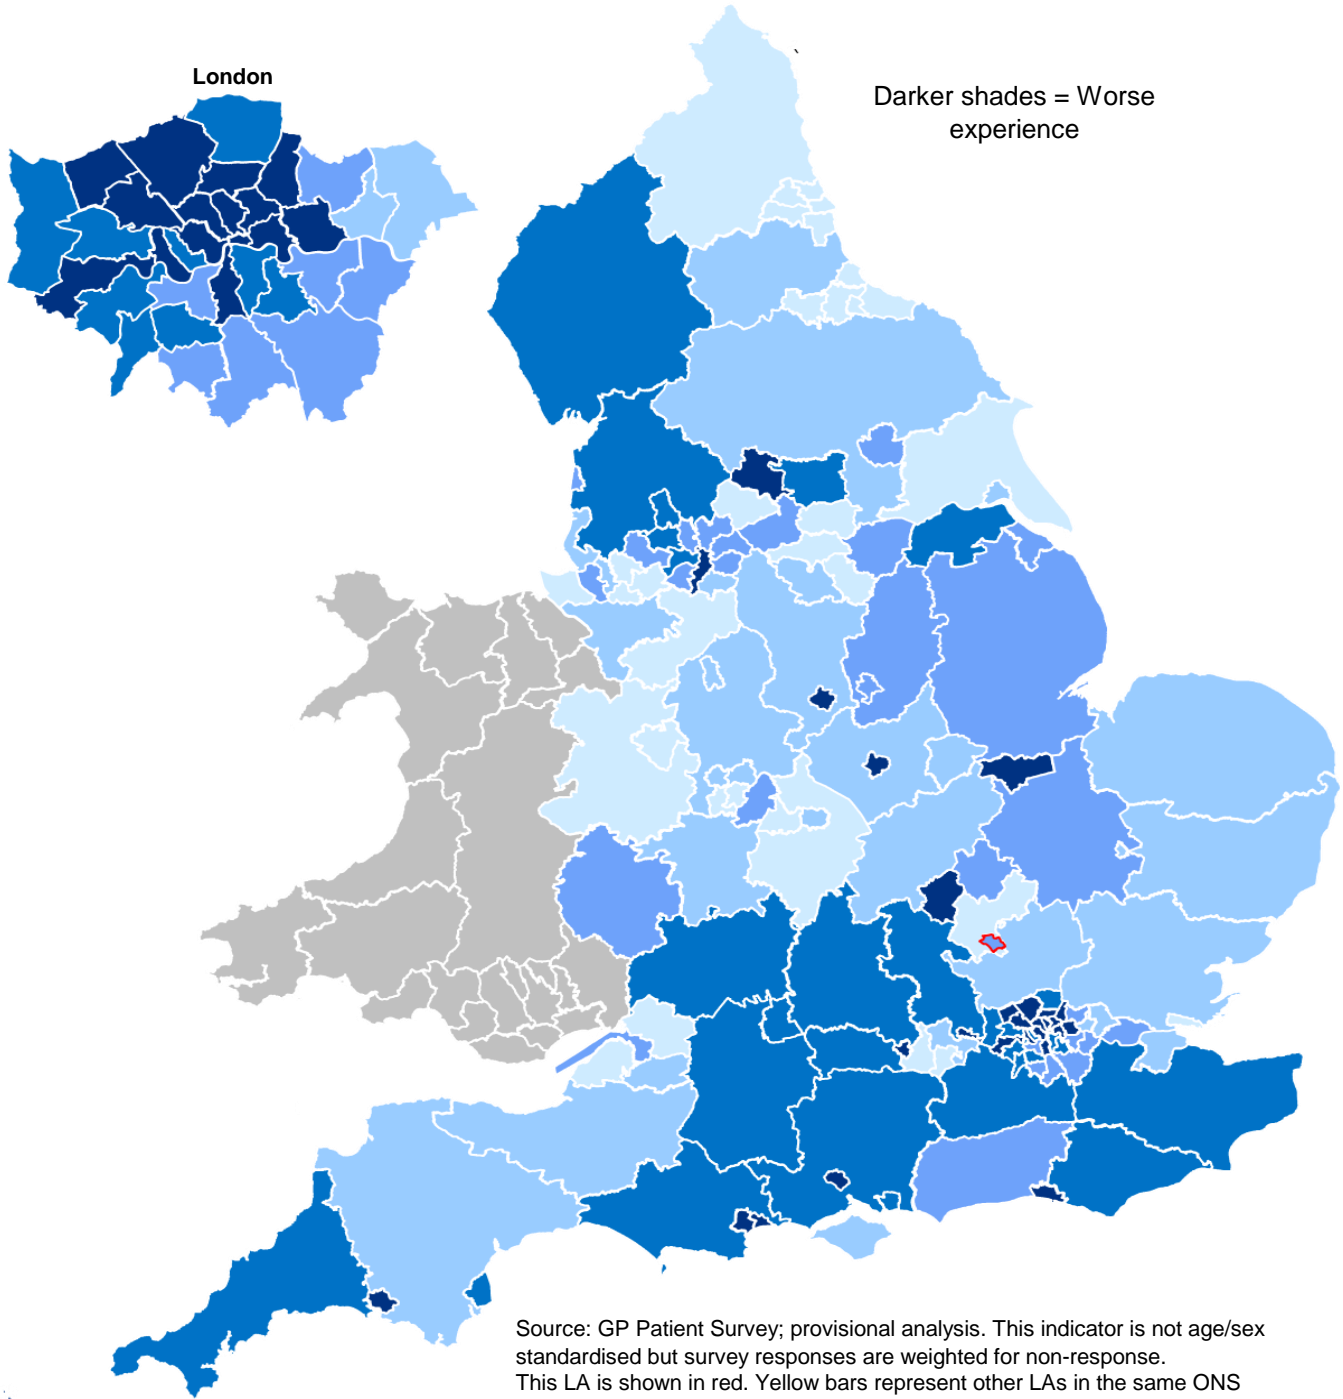 London
Darker shades = Worse
experience
Source: GP Patient Survey; provisional analysis. This indicator is not age/sex
standardised but survey responses are weighted for non-response.
This LA is shown in red. Yellow bars represent other LAs in the same ONS